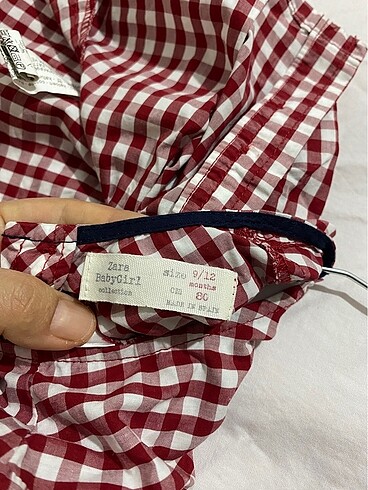 Zara
BabyGirl
collection
size 9/12
months
cm 80
MADE IN SPAIN